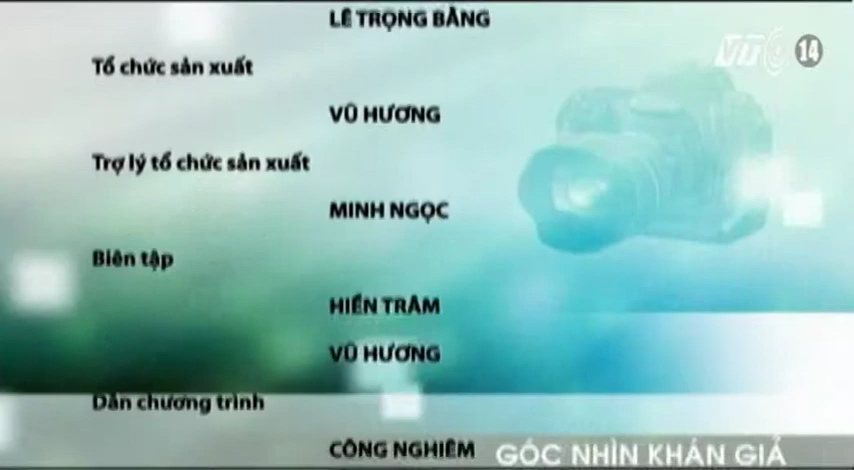 LÊ TRỌNG BẰNG
VTC 14
Tổ chức sản xuất
VŨ HƯƠNG
Trợ lý tổ chức sản xuất
MINH NGỌC
Biên tập
HIỀN TRÂM
VŨ HƯƠNG
Dẫn chương trình
CÔNG NGHIÊM
GÓC NHÌN KHÁN GIẢ